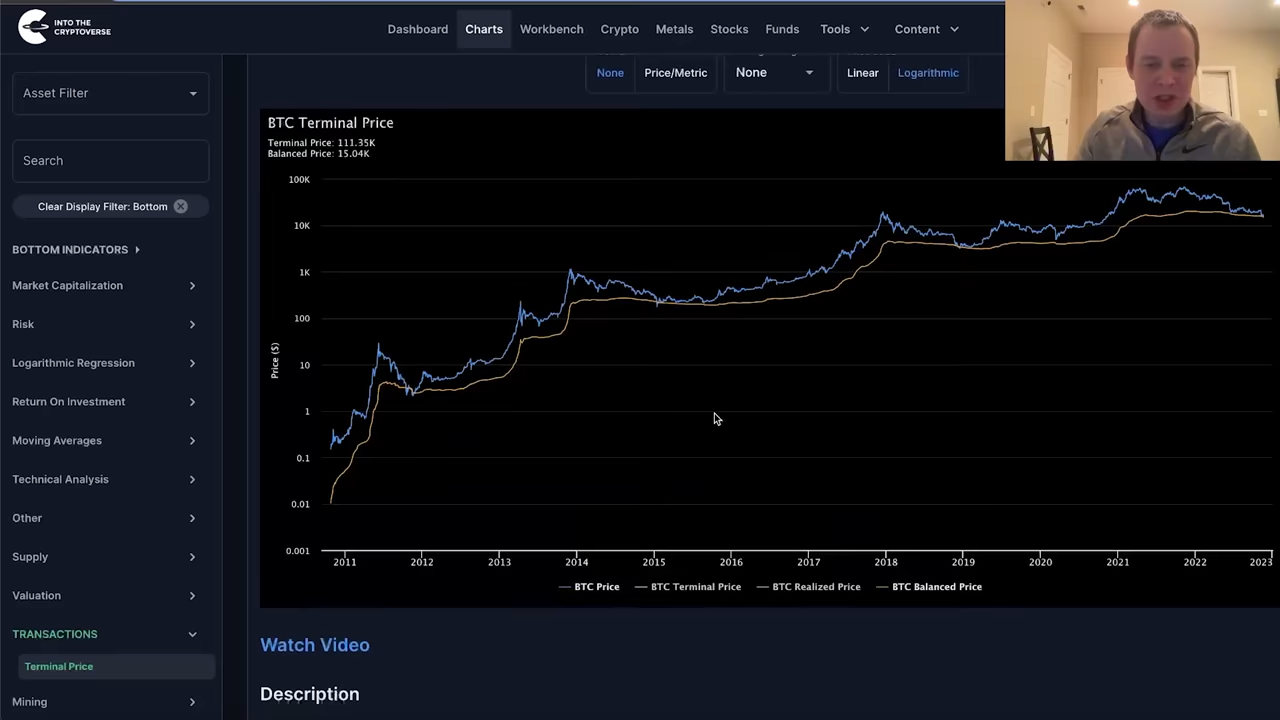 INTO THE
CRYPTOVERSE
Dashboard Charts Workbench Crypto Metals Stocks Funds Tools Content
Asset Filter
Search
Clear Display Filter: Bottom
BOTTOM INDICATORS
Market Capitalization
Risk
Logarithmic Regression
Return On Investment
Moving Averages
Technical Analysis
Other
Supply
Valuation
TRANSACTIONS
Terminal Price
Mining
None Price/Metric None Linear Logarithmic
BTC Terminal Price
Terminal Price: 111.35K
Balanced Price: 15.04K
Price ($)
100K
10K
1K
100
10
1
0.1
0.01
0.001
2011 2012 2013 2014 2015 2016 2017 2018 2019 2020 2021 2022 2023
BTC Price BTC Terminal Price BTC Realized Price BTC Balanced Price
Watch Video
Description